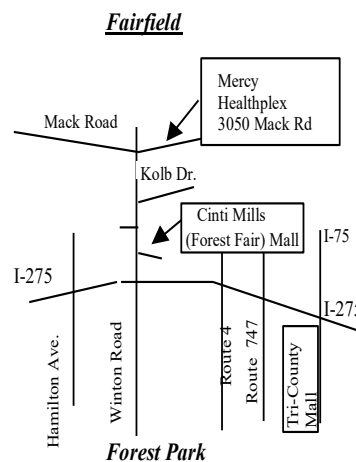 Fairfield
Mercy
Healthplex
3050 Mack Rd
Mack Road
Kolb Dr.
Cinti Mills
(Forest Fair) Mall
I-75
I-275
I-275
Hamilton Ave.
Winton Road
Route 4
Route 747
Tri-County
Mall
Forest Park